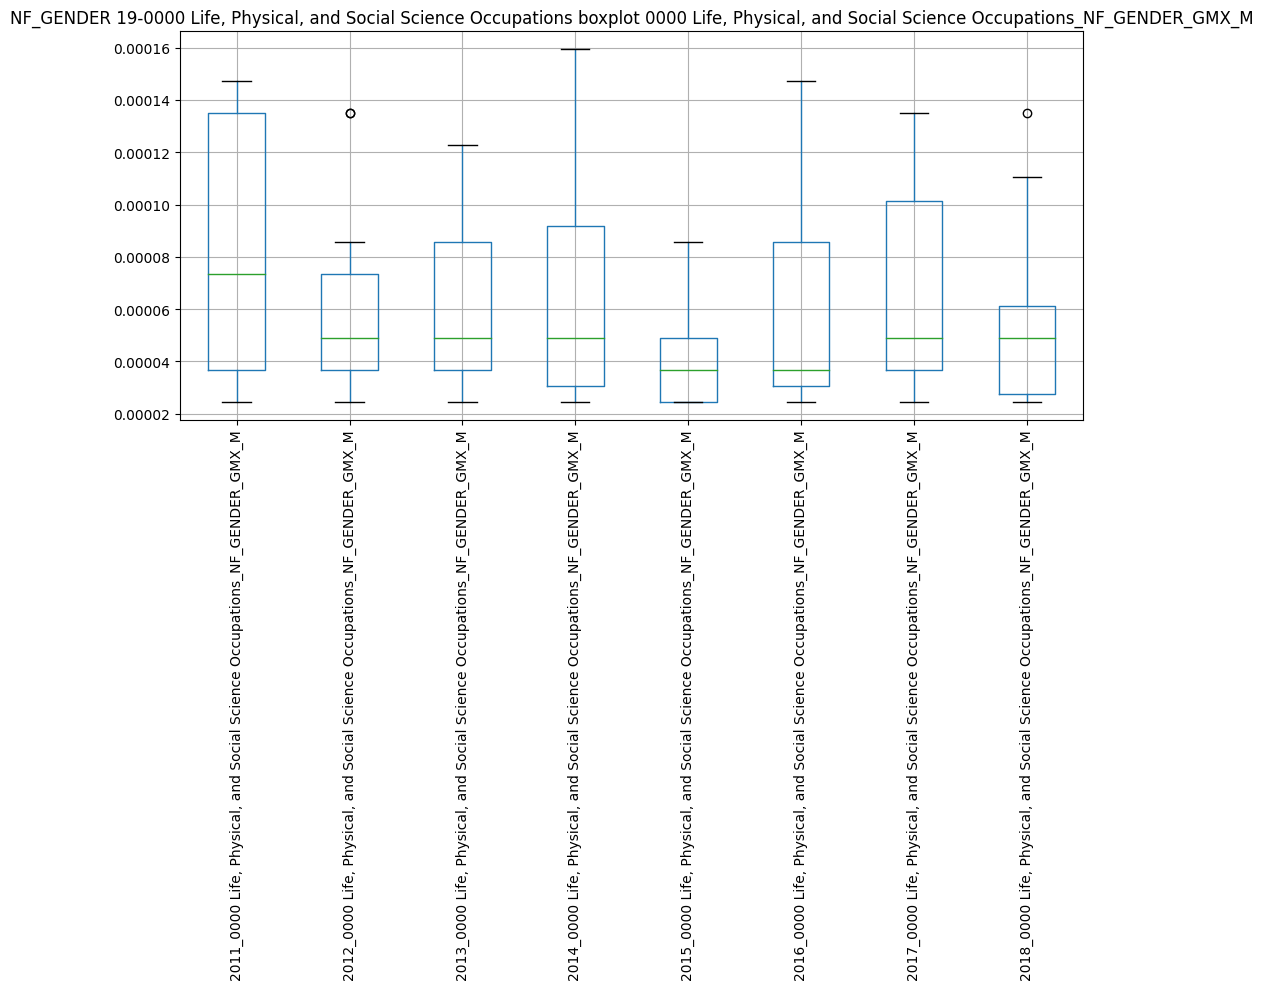 NF_GENDER 19-0000 Life, Physical, and Social Science Occupations boxplot 0000 Life, Physical, and Social Science Occupations_NF_GENDER_GMX_M
0.00016
0.00014
0.00012
0.00010
0.00008
0.00006
0.00004
0.00002
2011_0000 Life, Physical, and Social Science Occupations_NF_GENDER_GMX_M
2012_0000 Life, Physical, and Social Science Occupations_NF_GENDER_GMX_M
2013_0000 Life, Physical, and Social Science Occupations_NF_GENDER_GMX_M
2014_0000 Life, Physical, and Social Science Occupations_NF_GENDER_GMX_M
2015_0000 Life, Physical, and Social Science Occupations_NF_GENDER_GMX_M
2016_0000 Life, Physical, and Social Science Occupations_NF_GENDER_GMX_M
2017_0000 Life, Physical, and Social Science Occupations_NF_GENDER_GMX_M
2018_0000 Life, Physical, and Social Science Occupations_NF_GENDER_GMX_M